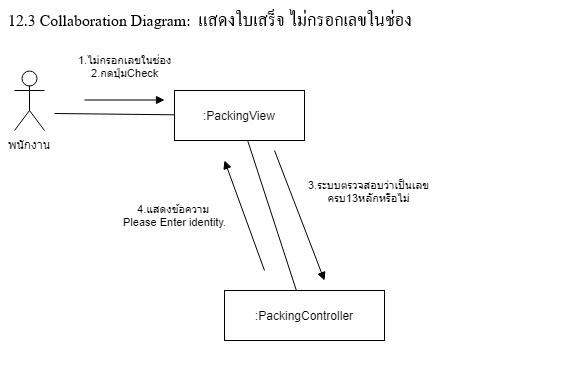 12.3 Collaboration Diagram: แสดงใบเสร็จ ไม่กรอกเลขในช่อง
1.ไม่กรอกเลขในช่อง
2.กดปุ่มCheck
:PackingView
พนักงาน
3.ระบบตรวจสอบว่าเป็นเลข
ครบ13หลักหรือไม่
4.แสดงข้อความ
Please Enter identity.
:PackingController